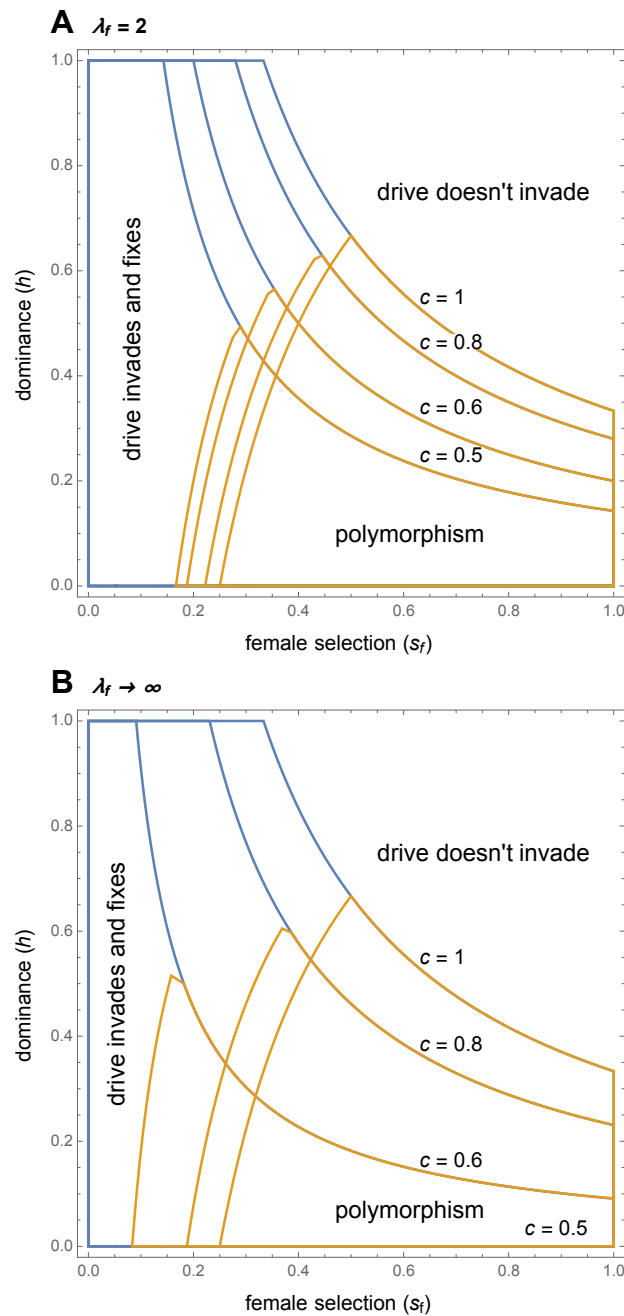 A λf = 2
1.0
0.8
0.6
0.4
0.2
0.0
dominance (h)
drive invades and fixes
drive doesn't invade
c = 1
c = 0.8
c = 0.6
c = 0.5
polymorphism
0.0 0.2 0.4 0.6 0.8 1.0
female selection (sf)
B λf → ∞
1.0
0.8
0.6
0.4
0.2
0.0
dominance (h)
drive invades and fixes
drive doesn't invade
c = 1
c = 0.8
c = 0.6
polymorphism
c = 0.5
0.0 0.2 0.4 0.6 0.8 1.0
female selection (sf)